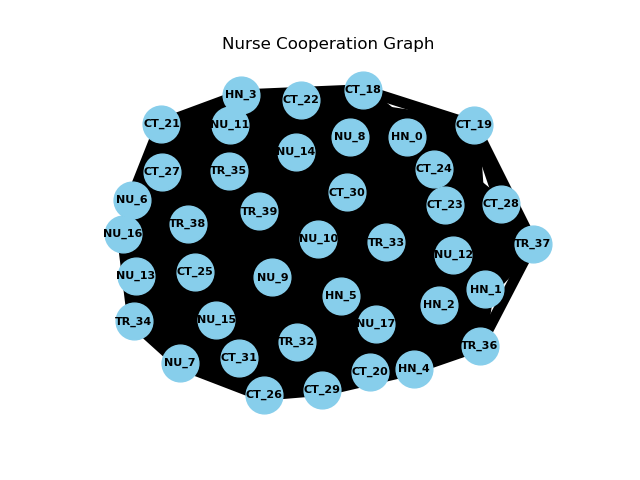 Nurse Cooperation Graph
CT_18
HN_3
CT_22
CT_21
NU_11
CT_19
NU_8
HN_0
NU_14
CT_27
TR_35
CT_24
CT_30
NU_6
CT_23
CT_28
TR_39
TR_38
NU_16
NU_10
TR_33
TR_37
NU_12
NU_13
CT_25
NU_9
HN_1
HN_5
HN_2
TR_34
NU_15
NU_17
TR_32
TR_36
NU_7
CT_31
CT_20
HN_4
CT_26
CT_29